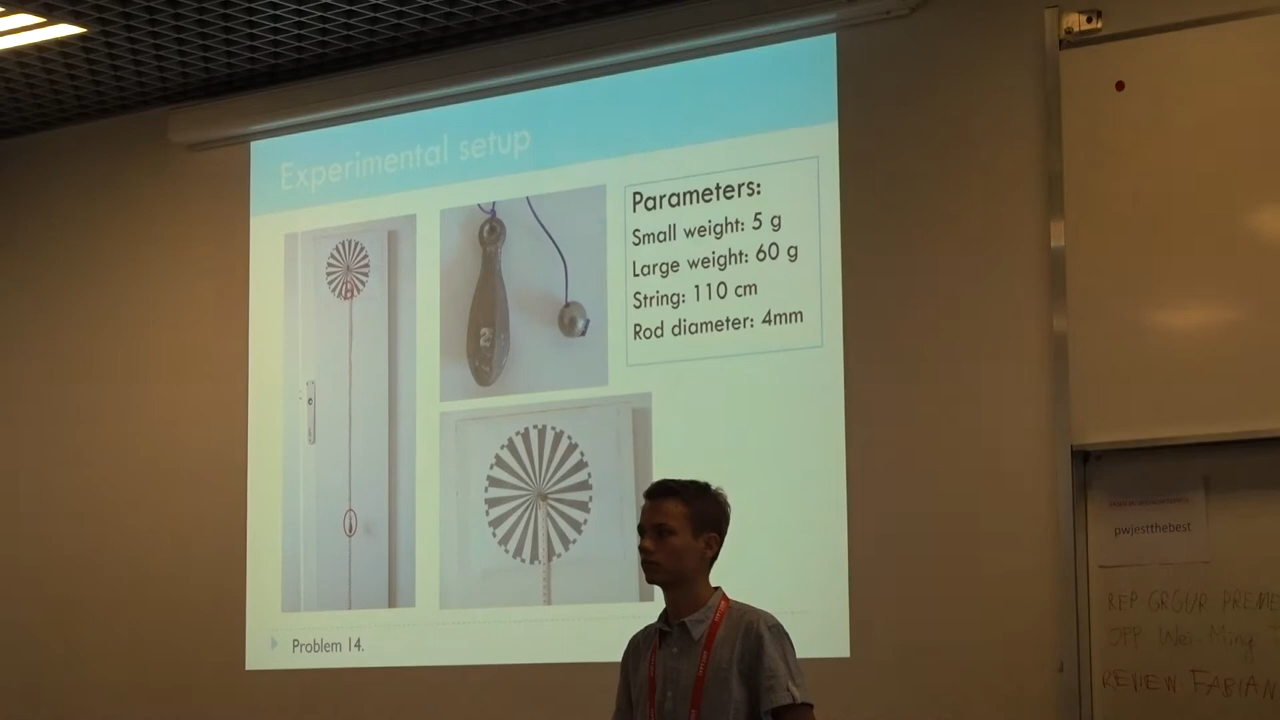 Experimental setup
Parameters:
Small weight: 5 g
Large weight: 60 g
String: 110 cm
Rod diameter: 4mm
2
Problem 14.
pwjestthebest
REP GRGUR PREME
OPP Wei Ming
REVIEW FABIAN